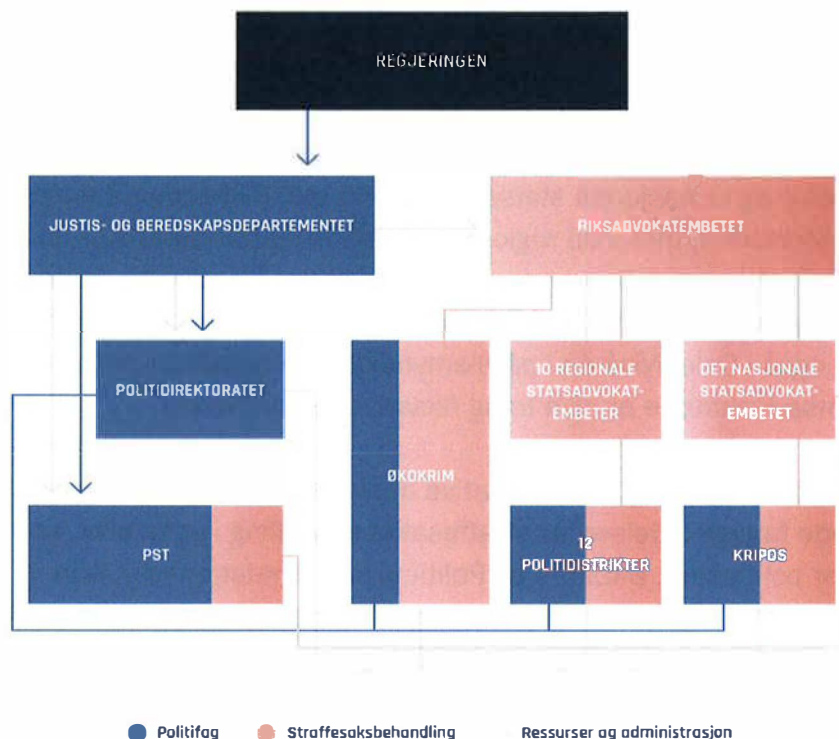 REGJERINGEN
JUSTIS- OG BEREDSKAPSDEPARTEMENTET
RIKSADVOKATEMBETET
POLITIDIREKTORATET
10 REGIONALE
STATSADVOKAT-
EMBETER
DET NASJONALE
STATSADVOKAT-
EMBETET
ØKOKRIM
PST
12
POLITIDISTRIKTER
KRIPOS
Politifag
Straffesaksbehandling
Ressurser og administrasjon